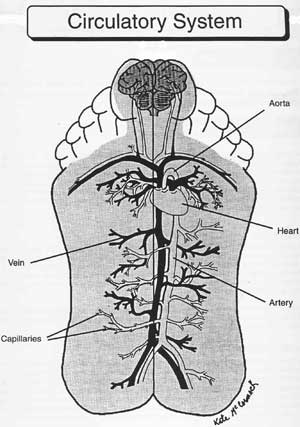 Circulatory System
Aorta
Heart
Vein
Artery
Capillaries